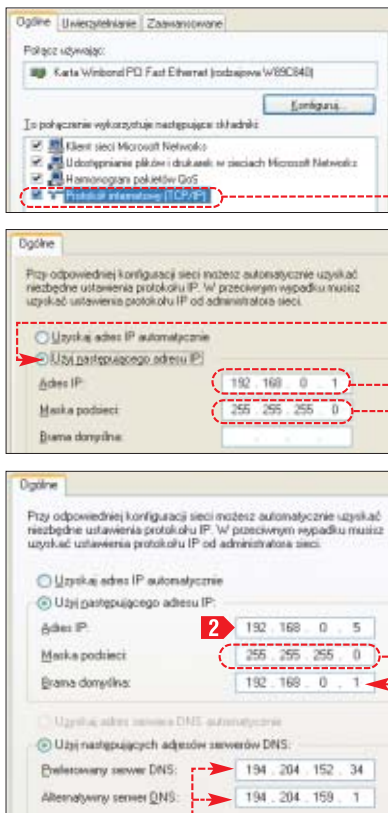 Ogólne Uwierzytelnianie Zaawansowane
Połącz używając:
Karta Winbond PCI Fast Ethernet (rodzajowa W89C840)
Konfiguruj...
To połączenie wykorzystuje następujące składniki:
Klient sieci Microsoft Networks
Udostępnianie plików i drukarek w sieciach Microsoft Networks
Harmonogram pakietów QoS
Protokół internetowy (TCP/IP)
Ogólne
Przy odpowiedniej konfiguracji sieci możesz automatycznie uzyskać
niezbędne ustawienia protokołu IP. W przeciwnym wypadku musisz
uzyskać ustawienia protokołu IP od administratora sieci.
Uzyskaj adres IP automatycznie
Użyj następującego adresu IP:
Adres IP: 192 . 168 . 0 . 1
Maska podsieci: 255 . 255 . 255 . 0
Brama domyślna: . . .
Ogólne
Przy odpowiedniej konfiguracji sieci możesz automatycznie uzyskać
niezbędne ustawienia protokołu IP. W przeciwnym wypadku musisz
uzyskać ustawienia protokołu IP od administratora sieci.
Uzyskaj adres IP automatycznie
Użyj następującego adresu IP:
Adres IP: 2 192 . 168 . 0 . 5
Maska podsieci: 255 . 255 . 255 . 0
Brama domyślna: 192 . 168 . 0 . 1
Uzyskaj adres serwera DNS automatycznie
Użyj następujących adresów serwerów DNS:
Preferowany serwer DNS: 194 . 204 . 152 . 34
Alternatywny serwer DNS: 194 . 204 . 159 . 1